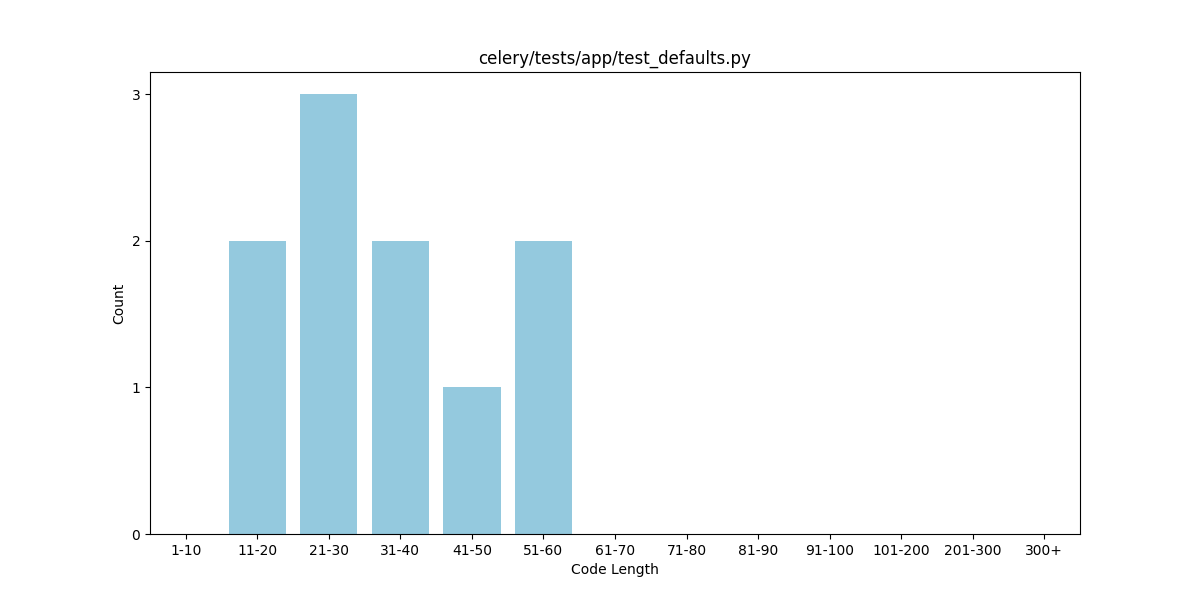 celery/tests/app/test_defaults.py
3
2
1
0
Count
1-10 11-20 21-30 31-40 41-50 51-60 61-70 71-80 81-90 91-100 101-200 201-300 300+
Code Length